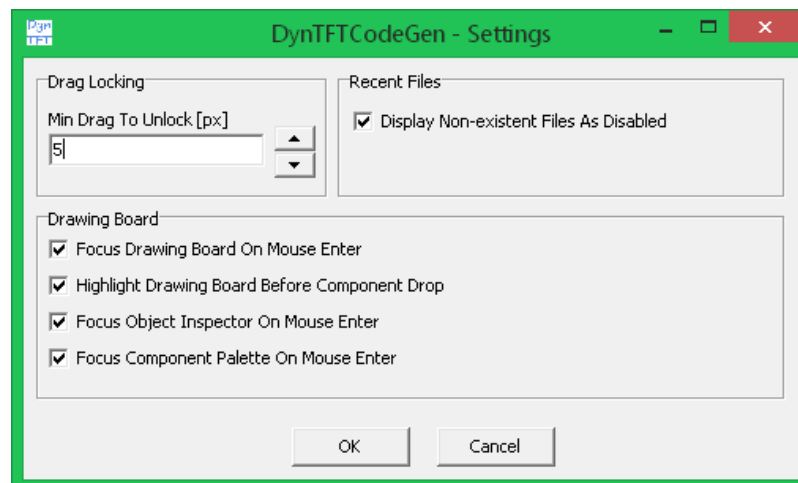 Dyn
TFT
DynTFTCodeGen - Settings
Drag Locking
Min Drag To Unlock [px]
5
Recent Files
Display Non-existent Files As Disabled
Drawing Board
Focus Drawing Board On Mouse Enter
Highlight Drawing Board Before Component Drop
Focus Object Inspector On Mouse Enter
Focus Component Palette On Mouse Enter
OK
Cancel